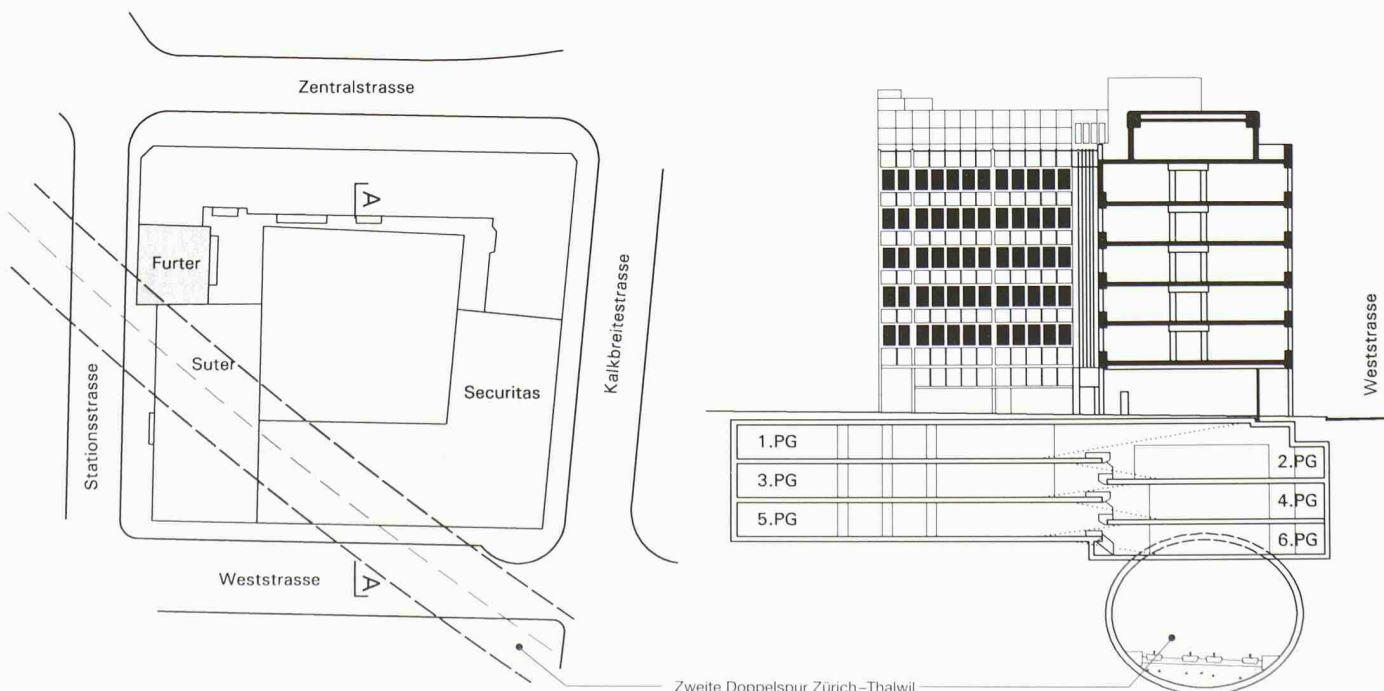 Zentralstrasse
A
Furter
Suter
Securitas
Stationsstrasse
Kalkbreitestrasse
Weststrasse
A
1.PG
3.PG
5.PG
2.PG
4.PG
6.PG
Weststrasse
Zweite Doppelspur Zürich–Thalwil